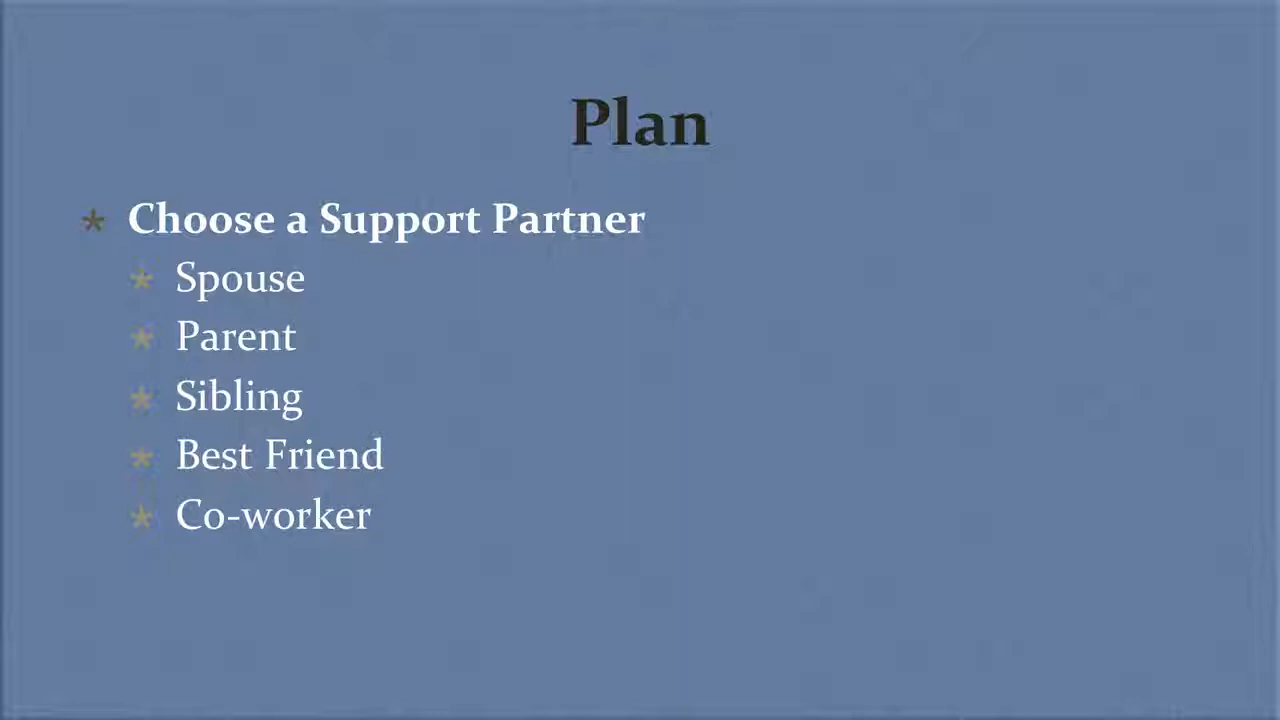 Plan
* Choose a Support Partner
* Spouse
* Parent
* Sibling
* Best Friend
* Co-worker